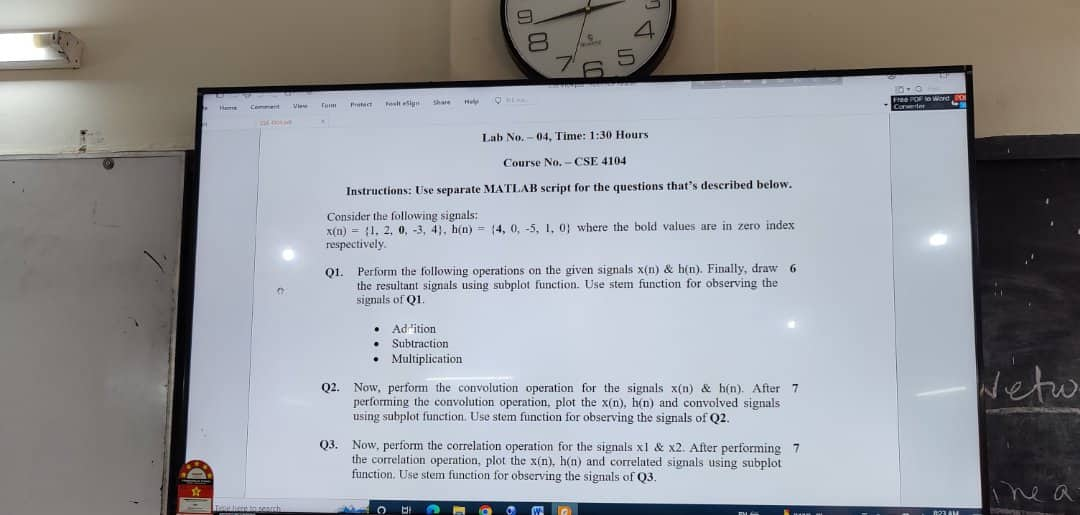 9 8 7 6 5 4
Home Comment View Form Protect Foxit eSign Share Help
Free PDF to Word
Converter
Lab No. – 04, Time: 1:30 Hours
Course No. – CSE 4104
Instructions: Use separate MATLAB script for the questions that's described below.
Consider the following signals:
x(n) = {1, 2, 0, -3, 4}, h(n) = {4, 0, -5, 1, 0} where the bold values are in zero index
respectively.
Q1. Perform the following operations on the given signals x(n) & h(n). Finally, draw 6
the resultant signals using subplot function. Use stem function for observing the
signals of Q1.
• Addition
• Subtraction
• Multiplication
Q2. Now, perform the convolution operation for the signals x(n) & h(n). After 7
performing the convolution operation, plot the x(n), h(n) and convolved signals
using subplot function. Use stem function for observing the signals of Q2.
Q3. Now, perform the correlation operation for the signals x1 & x2. After performing 7
the correlation operation, plot the x(n), h(n) and correlated signals using subplot
function. Use stem function for observing the signals of Q3.
Netw
Type here to search
8:23 AM